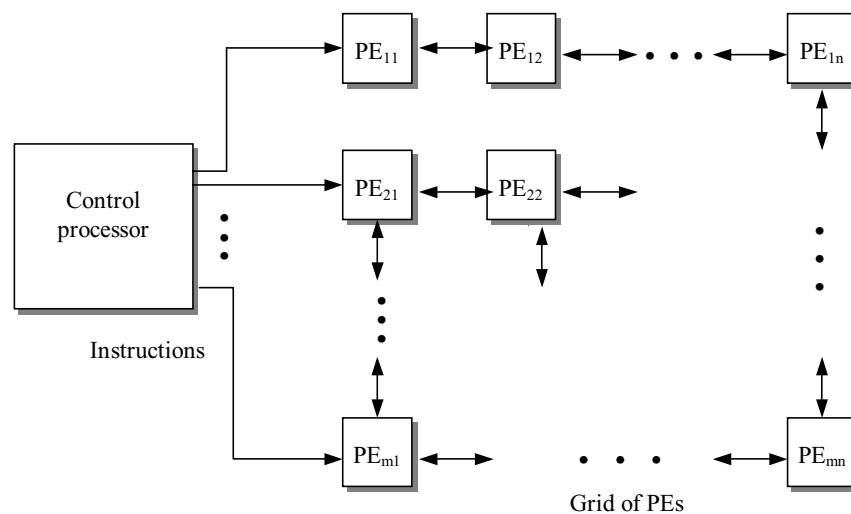 PE₁₁
PE₁₂
PE₁ₙ
Control
processor
PE₂₁
PE₂₂
Instructions
PEₘ₁
PEₘₙ
Grid of PEs